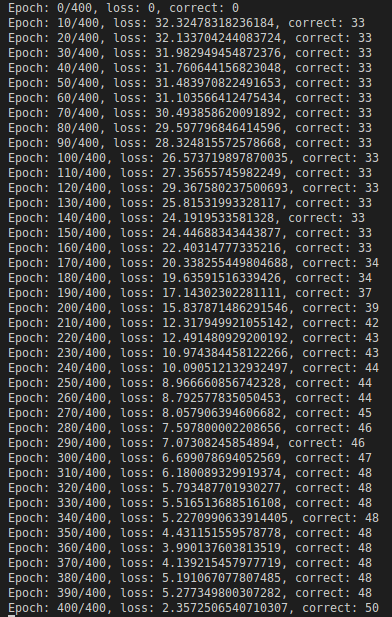 Epoch: 0/400, loss: 0, correct: 0
Epoch: 10/400, loss: 32.32478318236184, correct: 33
Epoch: 20/400, loss: 32.133704244083724, correct: 33
Epoch: 30/400, loss: 31.982949454872376, correct: 33
Epoch: 40/400, loss: 31.760644156823048, correct: 33
Epoch: 50/400, loss: 31.483970822491653, correct: 33
Epoch: 60/400, loss: 31.103566412475434, correct: 33
Epoch: 70/400, loss: 30.493858620091892, correct: 33
Epoch: 80/400, loss: 29.597796846414596, correct: 33
Epoch: 90/400, loss: 28.324815572578668, correct: 33
Epoch: 100/400, loss: 26.573719897870035, correct: 33
Epoch: 110/400, loss: 27.35655745982249, correct: 33
Epoch: 120/400, loss: 29.367580237500693, correct: 33
Epoch: 130/400, loss: 25.81531993328117, correct: 33
Epoch: 140/400, loss: 24.1919533581328, correct: 33
Epoch: 150/400, loss: 24.44688343443877, correct: 33
Epoch: 160/400, loss: 22.40314777335216, correct: 33
Epoch: 170/400, loss: 20.338255449804688, correct: 34
Epoch: 180/400, loss: 19.63591516339426, correct: 34
Epoch: 190/400, loss: 17.14302302281111, correct: 37
Epoch: 200/400, loss: 15.837871486291546, correct: 39
Epoch: 210/400, loss: 12.317949921055142, correct: 42
Epoch: 220/400, loss: 12.491480929200192, correct: 43
Epoch: 230/400, loss: 10.974384458122266, correct: 43
Epoch: 240/400, loss: 10.090512132932497, correct: 44
Epoch: 250/400, loss: 8.966660856742328, correct: 44
Epoch: 260/400, loss: 8.792577835050453, correct: 44
Epoch: 270/400, loss: 8.057906394606682, correct: 45
Epoch: 280/400, loss: 7.597800002208656, correct: 46
Epoch: 290/400, loss: 7.07308245854894, correct: 46
Epoch: 300/400, loss: 6.699078694052569, correct: 47
Epoch: 310/400, loss: 6.180089329919374, correct: 48
Epoch: 320/400, loss: 5.793487701930277, correct: 48
Epoch: 330/400, loss: 5.516513688516108, correct: 48
Epoch: 340/400, loss: 5.2270990633914405, correct: 48
Epoch: 350/400, loss: 4.431151559578778, correct: 48
Epoch: 360/400, loss: 3.990137603813519, correct: 48
Epoch: 370/400, loss: 4.139215457977719, correct: 48
Epoch: 380/400, loss: 5.191067077807485, correct: 48
Epoch: 390/400, loss: 5.277349800307282, correct: 48
Epoch: 400/400, loss: 2.3572506540710307, correct: 50